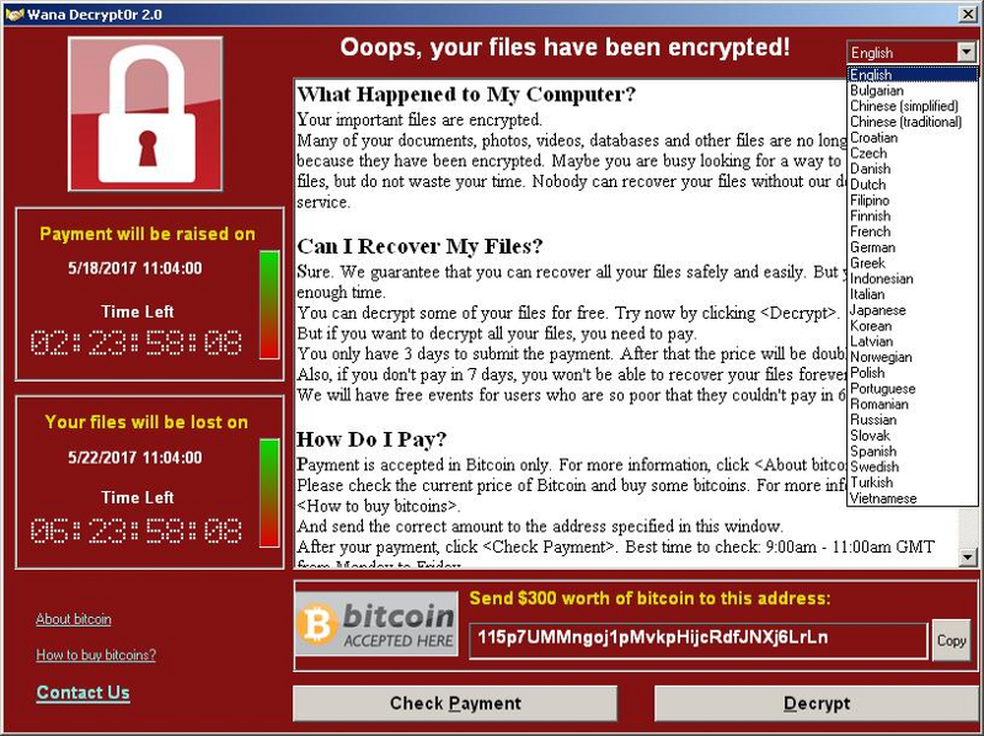 Wana Decrypt0r 2.0
Ooops, your files have been encrypted!
English
English
Bulgarian
Chinese (simplified)
Chinese (traditional)
Croatian
Czech
Danish
Dutch
Filipino
Finnish
French
German
Greek
Indonesian
Italian
Japanese
Korean
Latvian
Norwegian
Polish
Portuguese
Romanian
Russian
Slovak
Spanish
Swedish
Turkish
Vietnamese
Payment will be raised on
5/18/2017 11:04:00
Time Left
02:23:58:08
Your files will be lost on
5/22/2017 11:04:00
Time Left
06:23:58:08
About bitcoin
How to buy bitcoins?
Contact Us
What Happened to My Computer?
Your important files are encrypted.
Many of your documents, photos, videos, databases and other files are no
because they have been encrypted. Maybe you are busy looking for a way to
files, but do not waste your time. Nobody can recover your files without our
service.
Can I Recover My Files?
Sure. We guarantee that you can recover all your files safely and easily. But
enough time.
You can decrypt some of your files for free. Try now by clicking <Decrypt>.
But if you want to decrypt all your files, you need to pay.
You only have 3 days to submit the payment. After that the price will be
Also, if you don't pay in 7 days, you won't be able to recover your files forever
We will have free events for users who are so poor that they couldn't pay in 6
How Do I Pay?
Payment is accepted in Bitcoin only. For more information, click <About
Please check the current price of Bitcoin and buy some bitcoins. For more
<How to buy bitcoins>.
And send the correct amount to the address specified in this window.
After your payment, click <Check Payment>. Best time to check: 9:00am - 11:00am GMT
from Monday to Friday
bitcoin
ACCEPTED HERE
Send $300 worth of bitcoin to this address:
115p7UMMngoj1pMvkpHijcRdfJNXj6LrLn
Copy
Check Payment
Decrypt